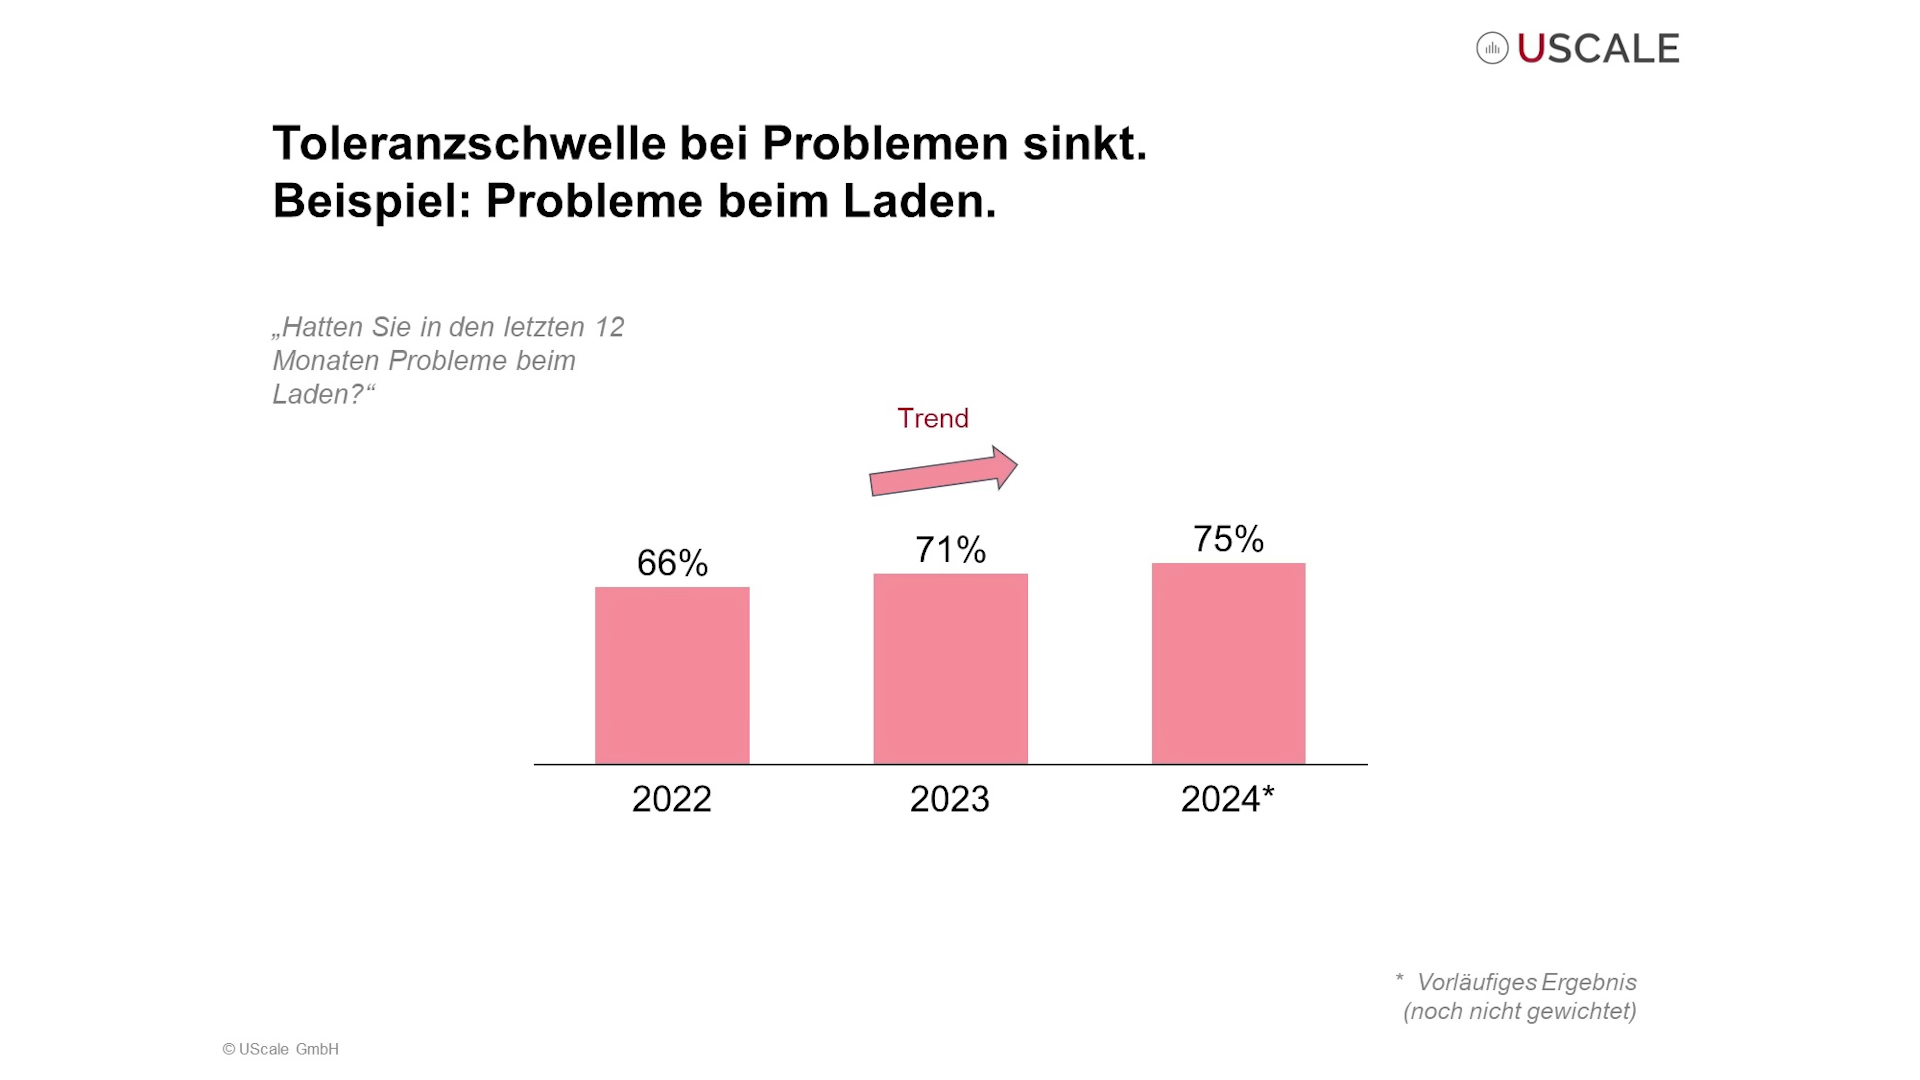 USCALE
Toleranzschwelle bei Problemen sinkt.
Beispiel: Probleme beim Laden.
„Hatten Sie in den letzten 12
Monaten Probleme beim
Laden?“
Trend
66%
71%
75%
2022
2023
2024*
* Vorläufiges Ergebnis
(noch nicht gewichtet)
© UScale GmbH